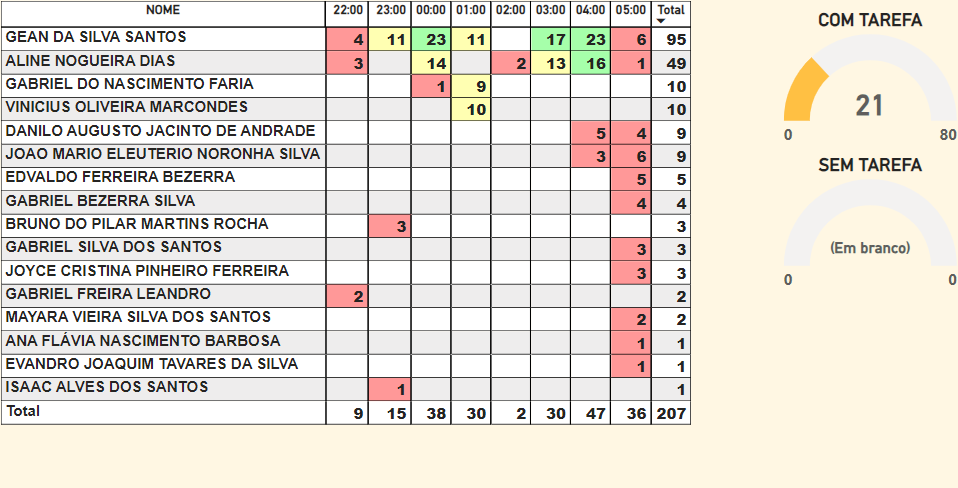 NOME 22:00 23:00 00:00 01:00 02:00 03:00 04:00 05:00 Total
GEAN DA SILVA SANTOS 4 11 23 11 17 23 6 95
ALINE NOGUEIRA DIAS 3 14 2 13 16 1 49
GABRIEL DO NASCIMENTO FARIA 1 9 10
VINICIUS OLIVEIRA MARCONDES 10 10
DANILO AUGUSTO JACINTO DE ANDRADE 5 4 9
JOAO MARIO ELEUTERIO NORONHA SILVA 3 6 9
EDVALDO FERREIRA BEZERRA 5 5
GABRIEL BEZERRA SILVA 4 4
BRUNO DO PILAR MARTINS ROCHA 3 3
GABRIEL SILVA DOS SANTOS 3 3
JOYCE CRISTINA PINHEIRO FERREIRA 3 3
GABRIEL FREIRA LEANDRO 2 2
MAYARA VIEIRA SILVA DOS SANTOS 2 2
ANA FLÁVIA NASCIMENTO BARBOSA 1 1
EVANDRO JOAQUIM TAVARES DA SILVA 1 1
ISAAC ALVES DOS SANTOS 1 1
Total 9 15 38 30 2 30 47 36 207
COM TAREFA
21
0 80
SEM TAREFA
(Em branco)
0 0